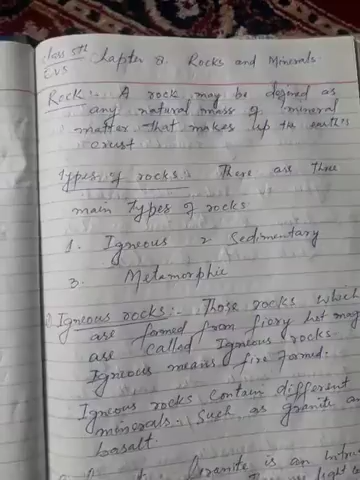 Class 5th
EVS
Chapter 8. Rocks and Minerals
Rock:- A rock may be defined as
any natural mass of mineral
matter that makes up the earth's
crust
Types of rocks:- There are three
main types of rocks
1. Igneous 2 Sedimentary
3. Metamorphic
Igneous rocks:- Those rocks which
are formed from fiery hot mag
are called Igneous rocks.
Igneous means fire formed.
Igneous rocks contain different
minerals. Such as granite an
basalt.
Granite is an intru